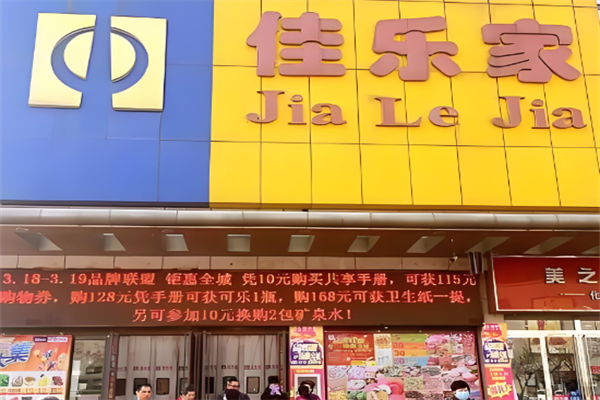 佳乐家
Jia Le Jia
3.18-3.19品牌联盟 钜惠全城 凭10元购买共享手册，可获115元
购物券，购128元凭手册可获可乐1瓶，购168元可获卫生纸一提，
另可参加10元换购2包矿泉水！
美之
化